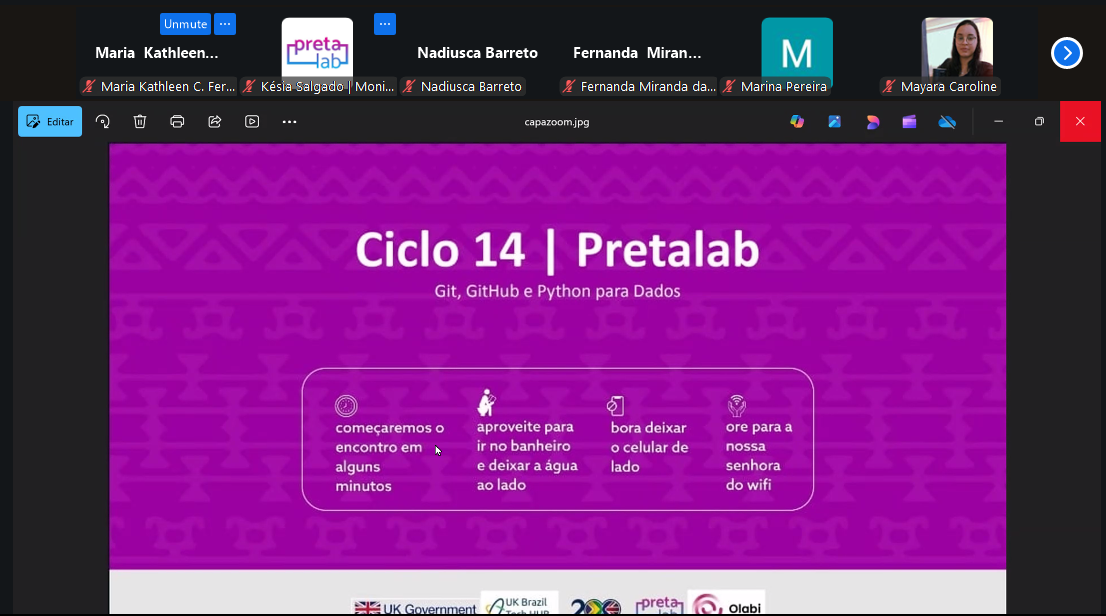 Unmute
...
Maria Kathleen...
preta
lab
Nadiusca Barreto
Fernanda Miran...
M
Maria Kathleen C. Fer...
Késia Salgado | Moni...
Nadiusca Barreto
Fernanda Miranda da...
Marina Pereira
Mayara Caroline
Editar
capazoom.jpg
Ciclo 14 | Pretalab
Git, GitHub e Python para Dados
começaremos o
encontro em
alguns
minutos
aproveite para
ir no banheiro
e deixar a água
ao lado
bora deixar
o celular de
lado
ore para a
nossa
senhora
do wifi
UK Government
UK Brazil
Tech HUB
200
preta
lab
Olabi